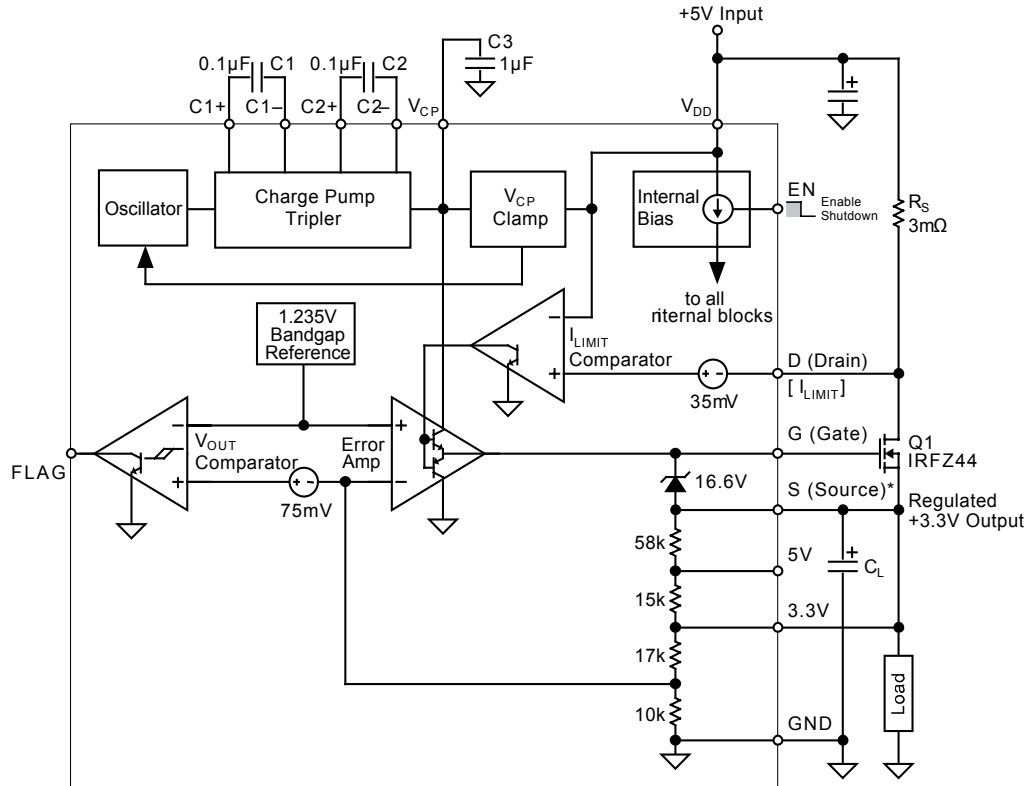 +5V Input
C3
1µF
0.1µF C1
0.1µF C2
C1+ C1– C2+ C2– VCP
VDD
Oscillator
Charge Pump
Tripler
VCP
Clamp
Internal
Bias
EN
Enable
Shutdown
RS
3mΩ
to all
nternal blocks
1.235V
Bandgap
Reference
ILIMIT
Comparator
–
+
35mV
D (Drain)
[ ILIMIT]
G (Gate)
Q1
IRFZ44
FLAG
–
+
VOUT
Comparator
75mV
Error
Amp
+
–
16.6V
S (Source)*
Regulated
+3.3V Output
58k
5V
+
CL
15k
3.3V
17k
10k
GND
Load
+